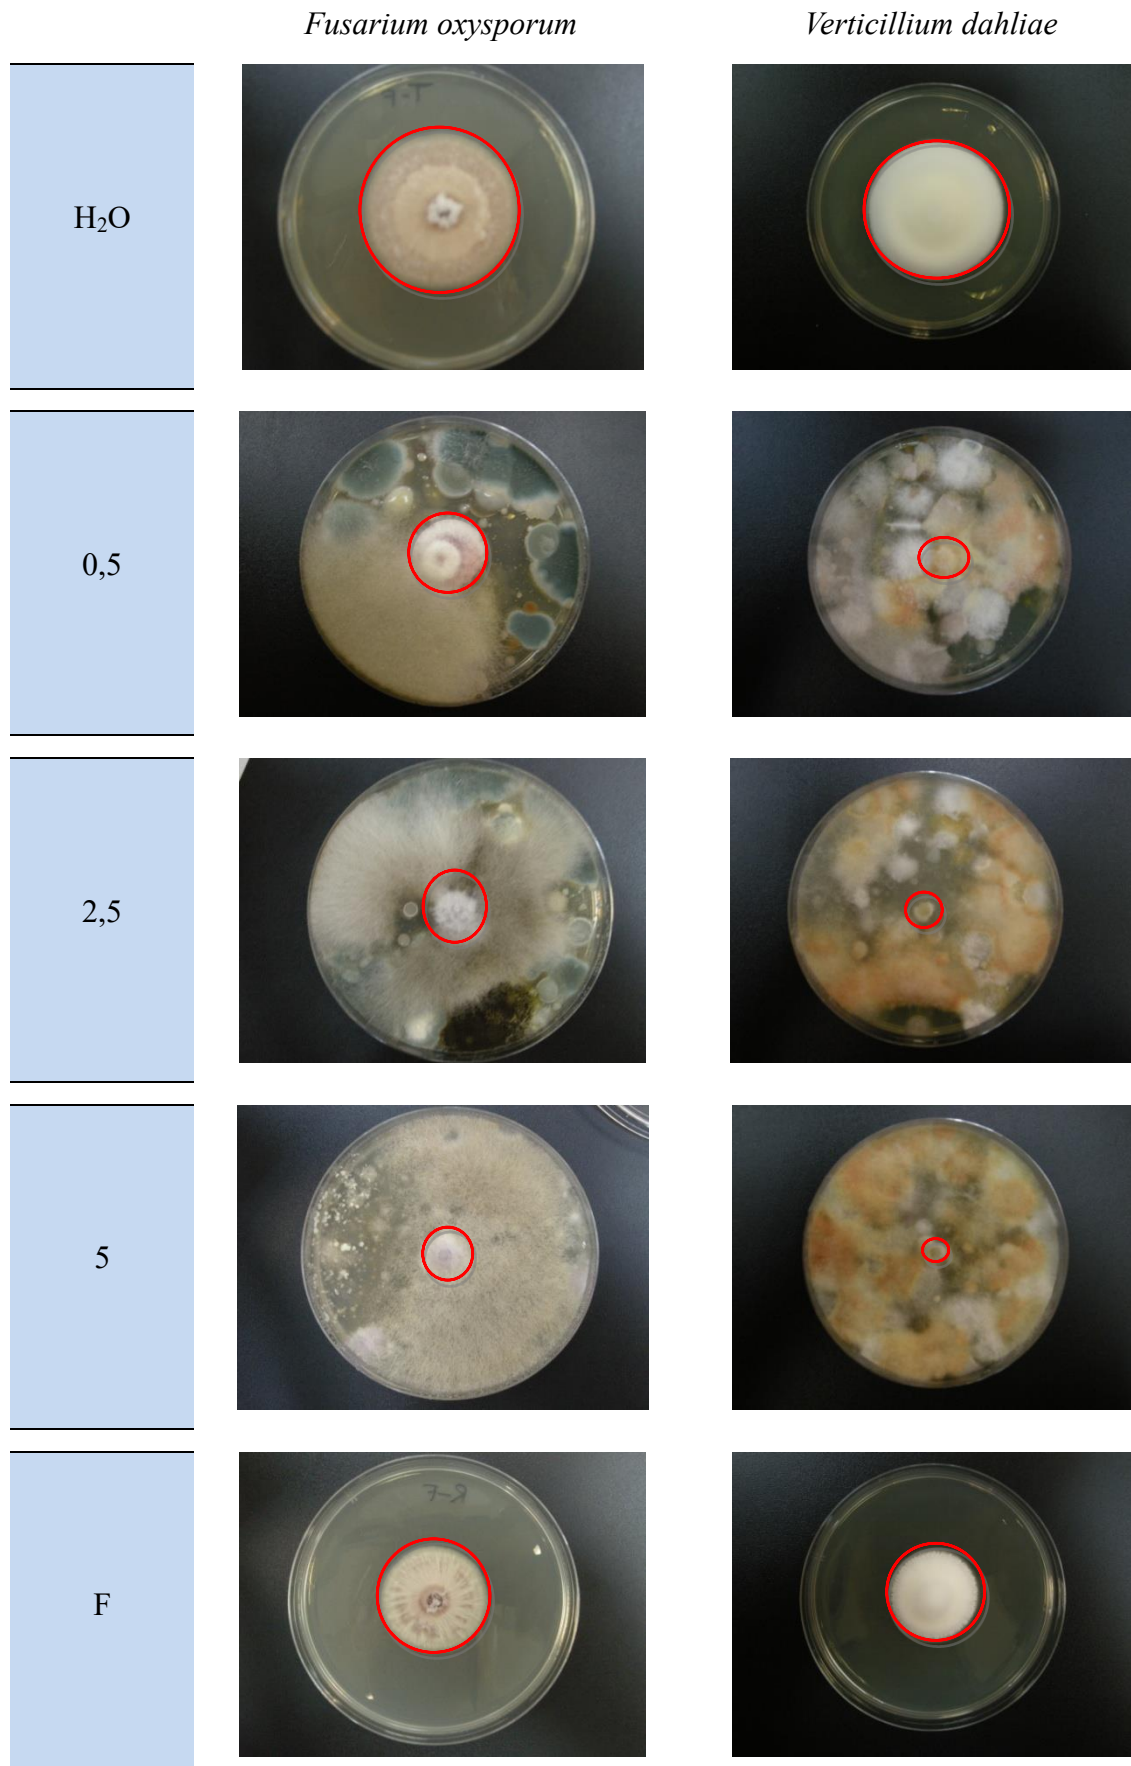 Fusarium oxysporum
Verticillium dahliae
H₂O
T-F
0,5
2,5
5
F
R-F